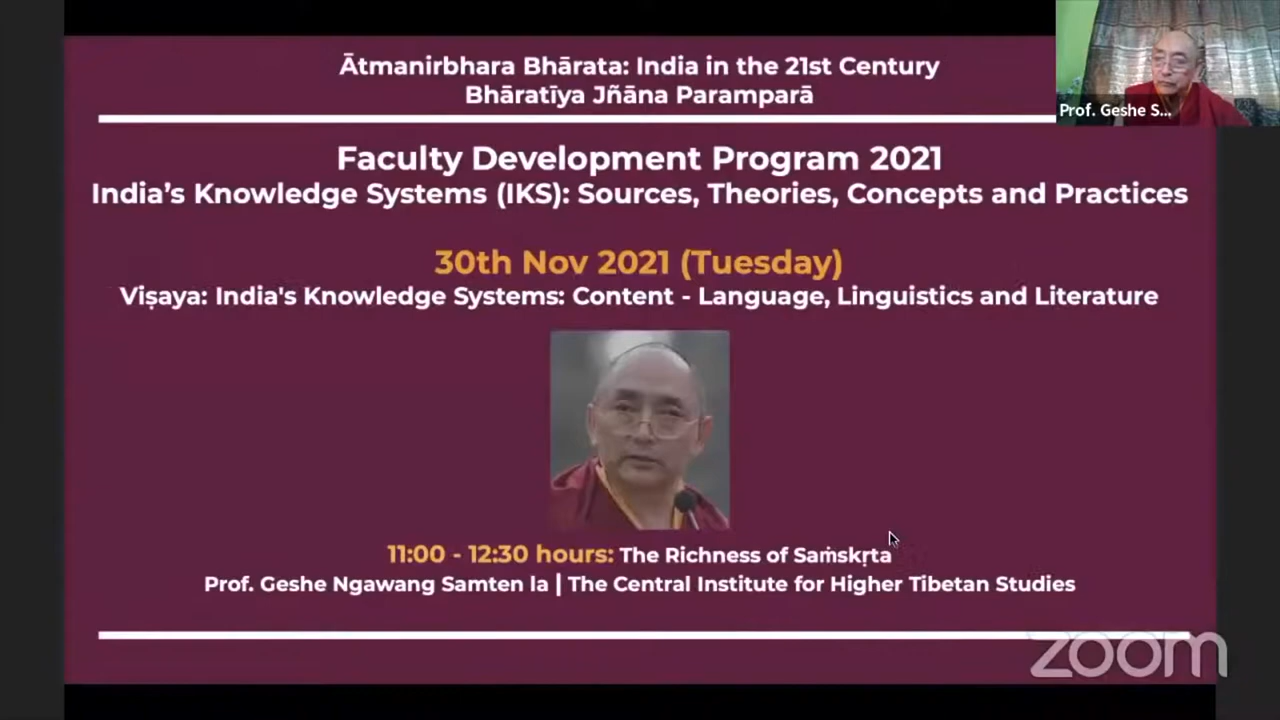 Ātmanirbhara Bhārata: India in the 21st Century
Bhāratīya Jñāna Paramparā
Prof. Geshe S...
Faculty Development Program 2021
India's Knowledge Systems (IKS): Sources, Theories, Concepts and Practices
30th Nov 2021 (Tuesday)
Viṣaya: India's Knowledge Systems: Content - Language, Linguistics and Literature
11:00 - 12:30 hours: The Richness of Saṁskṛta
Prof. Geshe Ngawang Samten la | The Central Institute for Higher Tibetan Studies
zoom